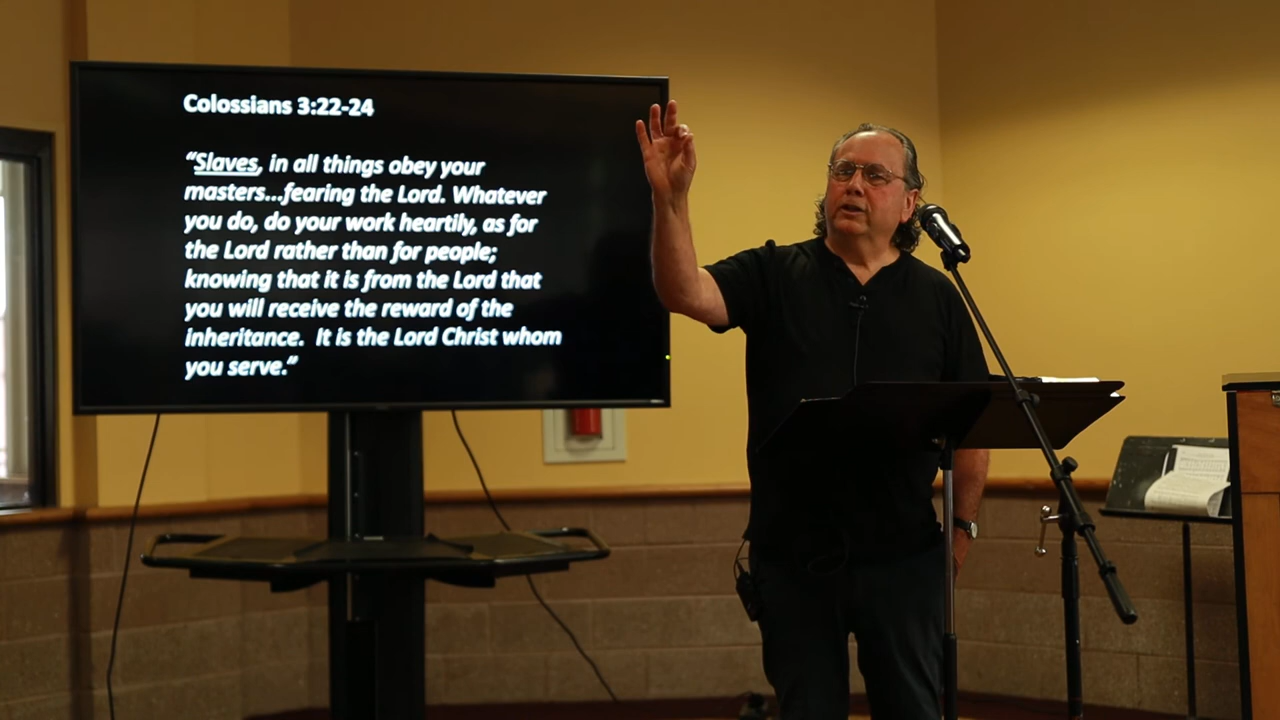 Colossians 3:22-24
“Slaves, in all things obey your
masters...fearing the Lord. Whatever
you do, do your work heartily, as for
the Lord rather than for people;
knowing that it is from the Lord that
you will receive the reward of the
inheritance.  It is the Lord Christ whom
you serve.”